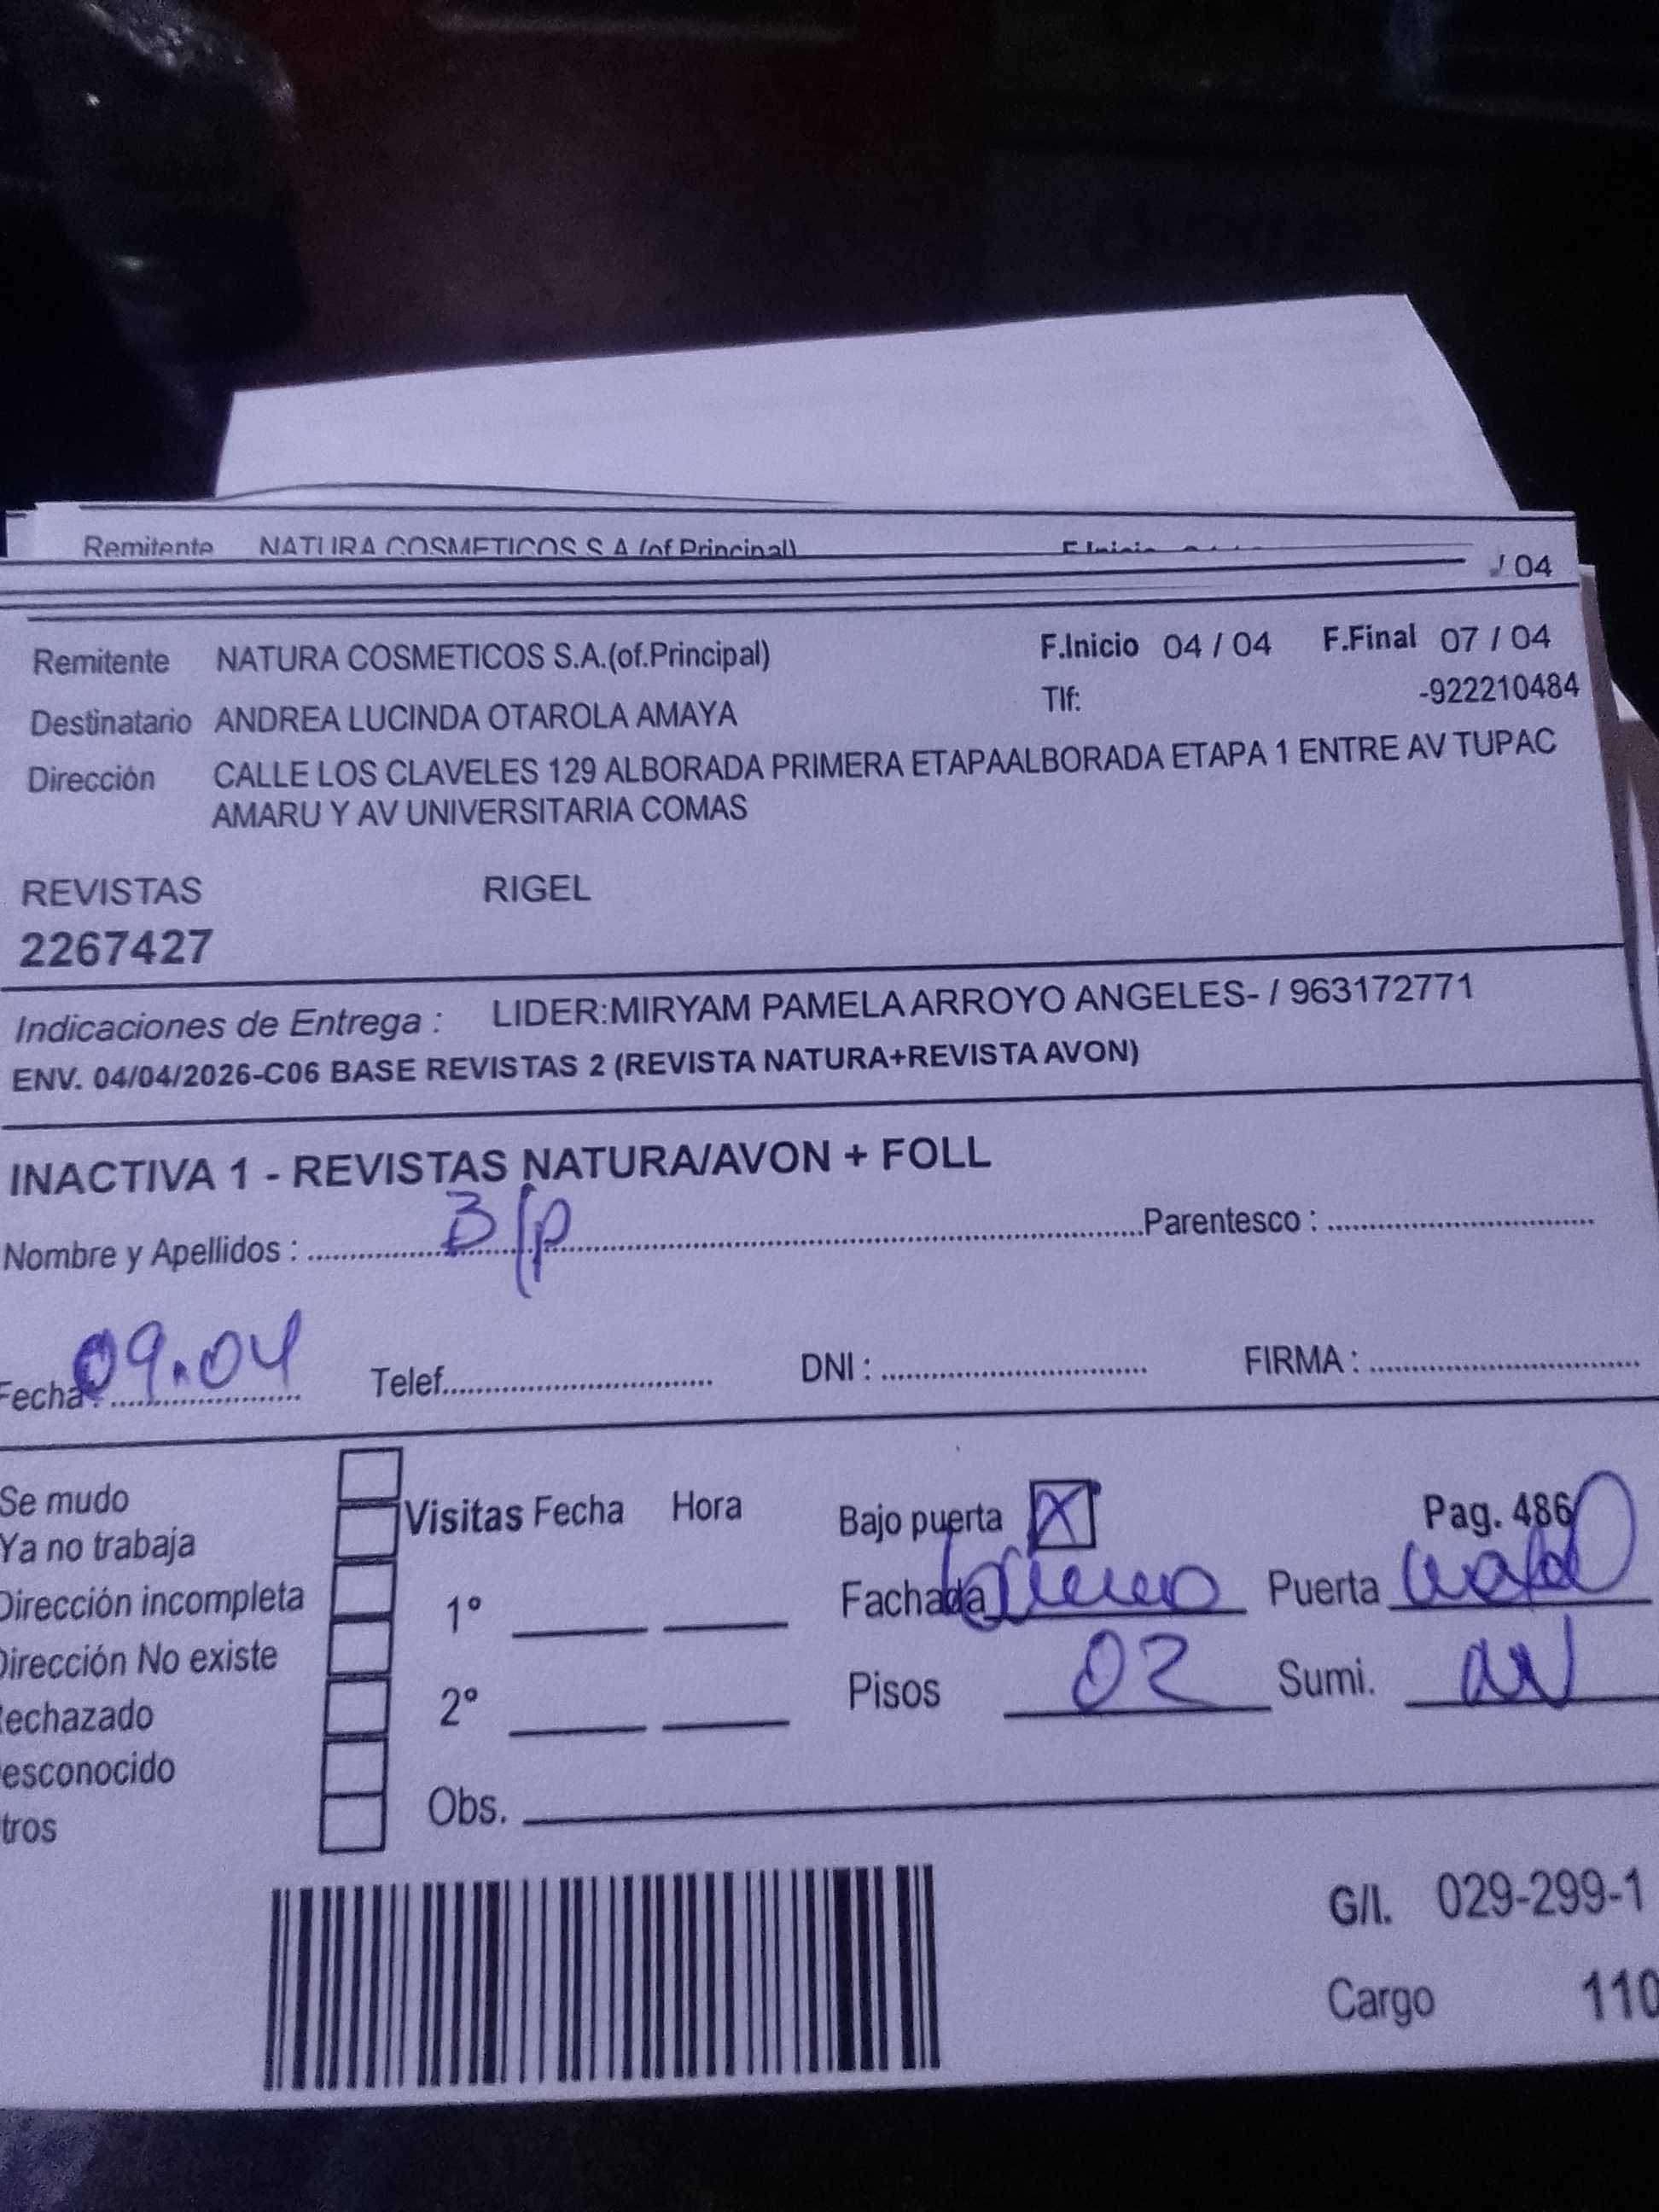 Remitente NATURA COSMETICOS S.A.(of.Principal) F.Inicio
/ 04
Remitente NATURA COSMETICOS S.A.(of.Principal) F.Inicio 04 / 04 F.Final 07 / 04
Destinatario ANDREA LUCINDA OTAROLA AMAYA Tlf: -922210484
Dirección CALLE LOS CLAVELES 129 ALBORADA PRIMERA ETAPAALBORADA ETAPA 1 ENTRE AV TUPAC
AMARU Y AV UNIVERSITARIA COMAS
REVISTAS RIGEL
2267427
Indicaciones de Entrega : LIDER:MIRYAM PAMELA ARROYO ANGELES- / 963172771
ENV. 04/04/2026-C06 BASE REVISTAS 2 (REVISTA NATURA+REVISTA AVON)
INACTIVA 1 - REVISTAS NATURA/AVON + FOLL
Nombre y Apellidos : B/p Parentesco :
Fecha : 09.04 Telef. DNI : FIRMA :
Se mudo
Visitas Fecha Hora Bajo puerta X Pag. 486
Ya no trabaja
Dirección incompleta 1° Fachada Puerta
Dirección No existe
Rechazado 2° Pisos 02 Sumi.
esconocido
tros Obs.
G/I. 029-299-1
Cargo 110